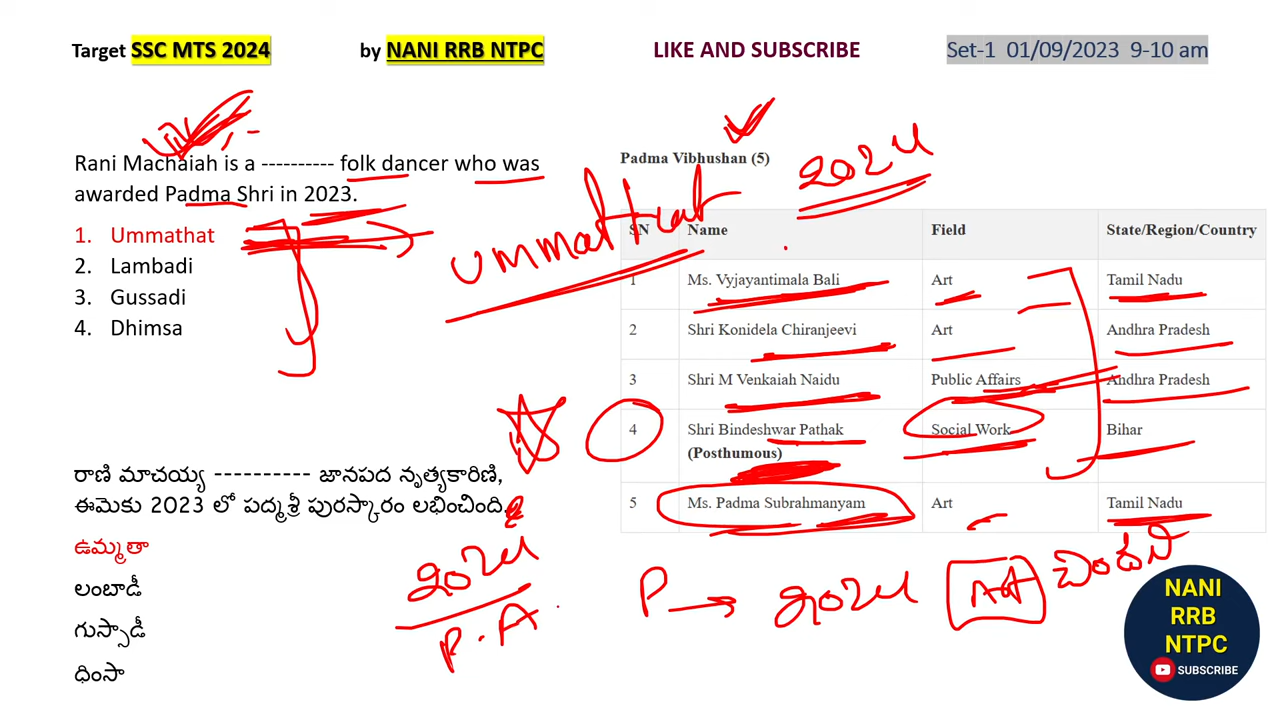 Target SSC MTS 2024 by NANI RRB NTPC LIKE AND SUBSCRIBE Set-1 01/09/2023 9-10 am
Rani Machaiah is a ---------- folk dancer who was
awarded Padma Shri in 2023.
1. Ummathat
2. Lambadi
3. Gussadi
4. Dhimsa
రాణి మాచయ్య ---------- జానపద నృత్యకారిణి,
ఈమెకు 2023 లో పద్మశ్రీ పురస్కారం లభించింది.
ఉమ్మతా
లంబాడీ
గుస్సాడీ
ధింసా
ummattat
2024
P.A
Padma Vibhushan (5)
2024
SN Name Field State/Region/Country
1 Ms. Vyjayantimala Bali Art Tamil Nadu
2 Shri Konidela Chiranjeevi Art Andhra Pradesh
3 Shri M Venkaiah Naidu Public Affairs Andhra Pradesh
4 Shri Bindeshwar Pathak Social Work Bihar
(Posthumous)
5 Ms. Padma Subrahmanyam Art Tamil Nadu
P → 2024 Art
NANI
RRB
NTPC
SUBSCRIBE